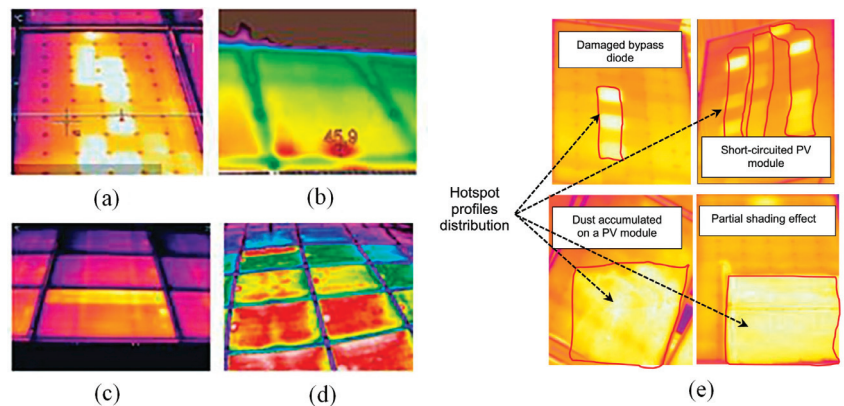 °C
45.9
(a)
(b)
(c)
(d)
Damaged bypass
diode
Short-circuited PV
module
Hotspot
profiles
distribution
Dust accumulated
on a PV module
Partial shading effect
(e)